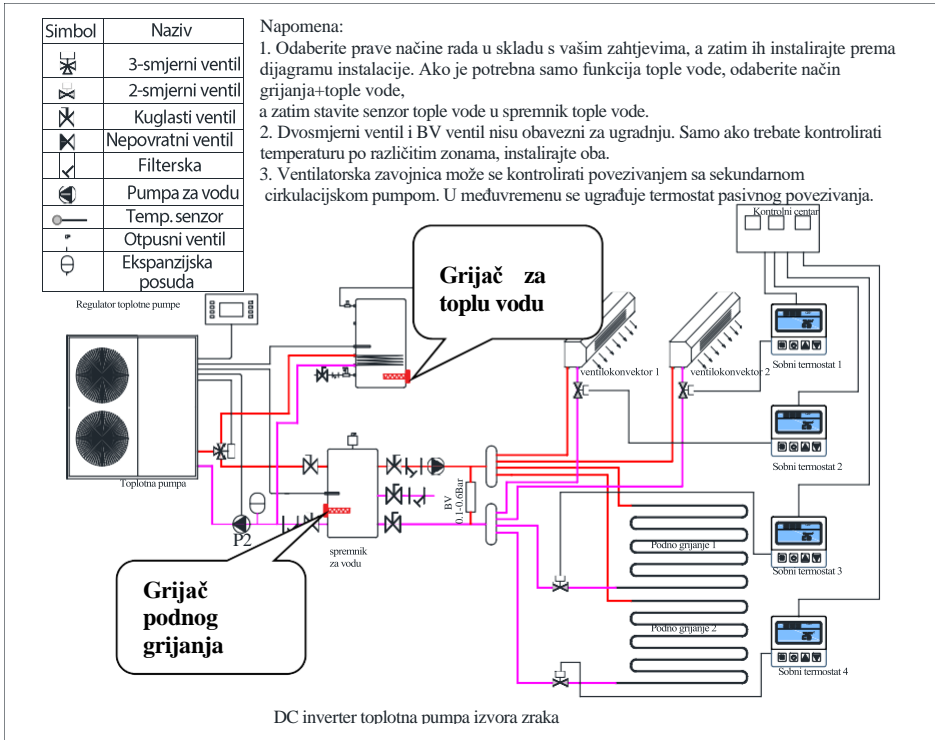 Simbol Naziv
3-smjerni ventil
2-smjerni ventil
Kuglasti ventil
Nepovratni ventil
Filterska
Pumpa za vodu
Temp. senzor
Otpusni ventil
Ekspanzijska
posuda
Napomena:
1. Odaberite prave načine rada u skladu s vašim zahtjevima, a zatim ih instalirajte prema
dijagramu instalacije. Ako je potrebna samo funkcija tople vode, odaberite način
grijanja+tople vode,
a zatim stavite senzor tople vode u spremnik tople vode.
2. Dvosmjerni ventil i BV ventil nisu obavezni za ugradnju. Samo ako trebate kontrolirati
temperaturu po različitim zonama, instalirajte oba.
3. Ventilatorska zavojnica može se kontrolirati povezivanjem sa sekundarnom
cirkulacijskom pumpom. U međuvremenu se ugrađuje termostat pasivnog povezivanja.
Kontrolni centar
Regulator toplotne pumpe
Grijač za
toplu vodu
ventilokonvektor 1
ventilokonvektor 2
Sobni termostat 1
Sobni termostat 2
Toplotna pumpa
P2
BV
0.1-0.6Bar
spremnik
za vodu
Grijač
podnog
grijanja
Podno grijanje 1
Sobni termostat 3
Podno grijanje 2
Sobni termostat 4
DC inverter toplotna pumpa izvora zraka